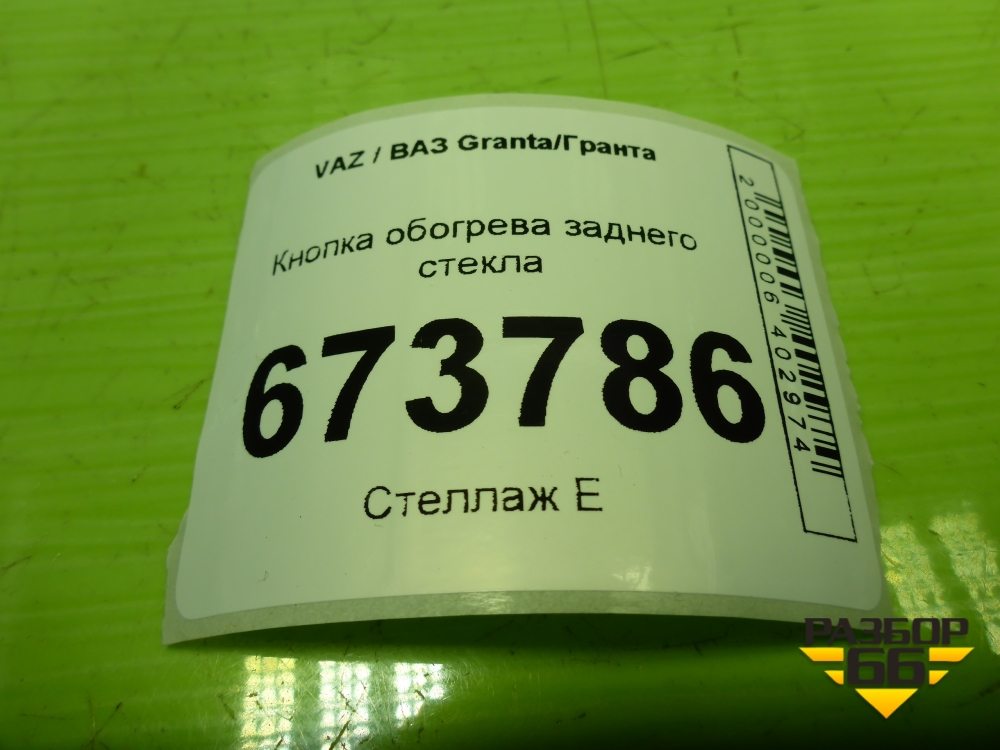 VAZ / ВАЗ Granta/Гранта
Кнопка обогрева заднего
стекла
673786
Стеллаж Е
2000006402974
РАЗБОР
66